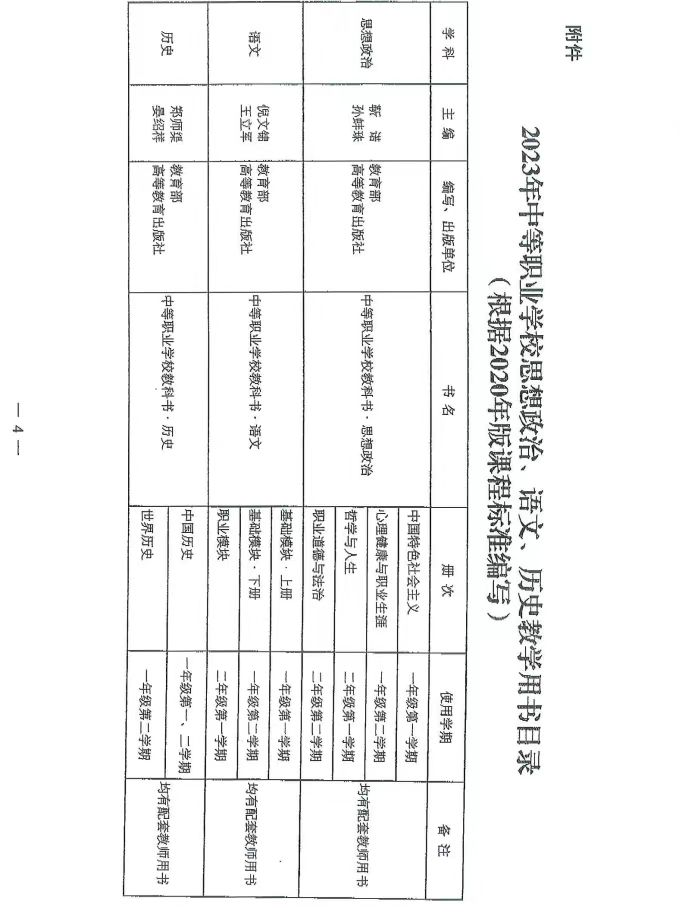 附件
2023年中等职业学校思想政治、语文、历史教学用书目录
（根据2020年版课程标准编写）
学 科
主 编
编写、出版单位
书 名
册 次
使用学期
备 注
思想政治
靳 诺
孙蚌珠
教育部
高等教育出版社
中等职业学校教科书·思想政治
中国特色社会主义
一年级第一学期
心理健康与职业生涯
一年级第二学期
哲学与人生
二年级第一学期
职业道德与法治
二年级第二学期
均有配套教师用书
语文
倪文锦
王立军
教育部
高等教育出版社
中等职业学校教科书·语文
基础模块·上册
一年级第一学期
基础模块·下册
一年级第二学期
职业模块
二年级第一学期
均有配套教师用书
历史
郑师渠
晏绍祥
教育部
高等教育出版社
中等职业学校教科书·历史
中国历史
一年级第一、二学期
世界历史
一年级第二学期
均有配套教师用书
— 4 —